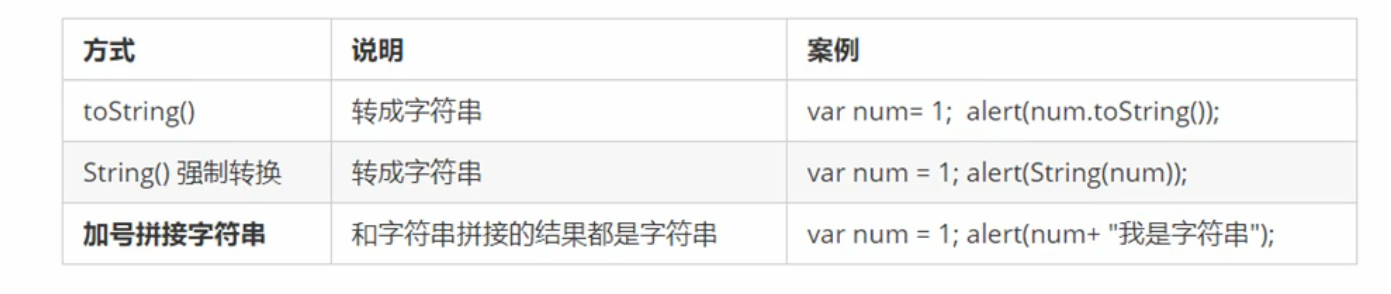 方式 说明 案例
toString() 转成字符串 var num= 1;  alert(num.toString());
String() 强制转换 转成字符串 var num = 1; alert(String(num));
加号拼接字符串 和字符串拼接的结果都是字符串 var num = 1; alert(num+ "我是字符串");